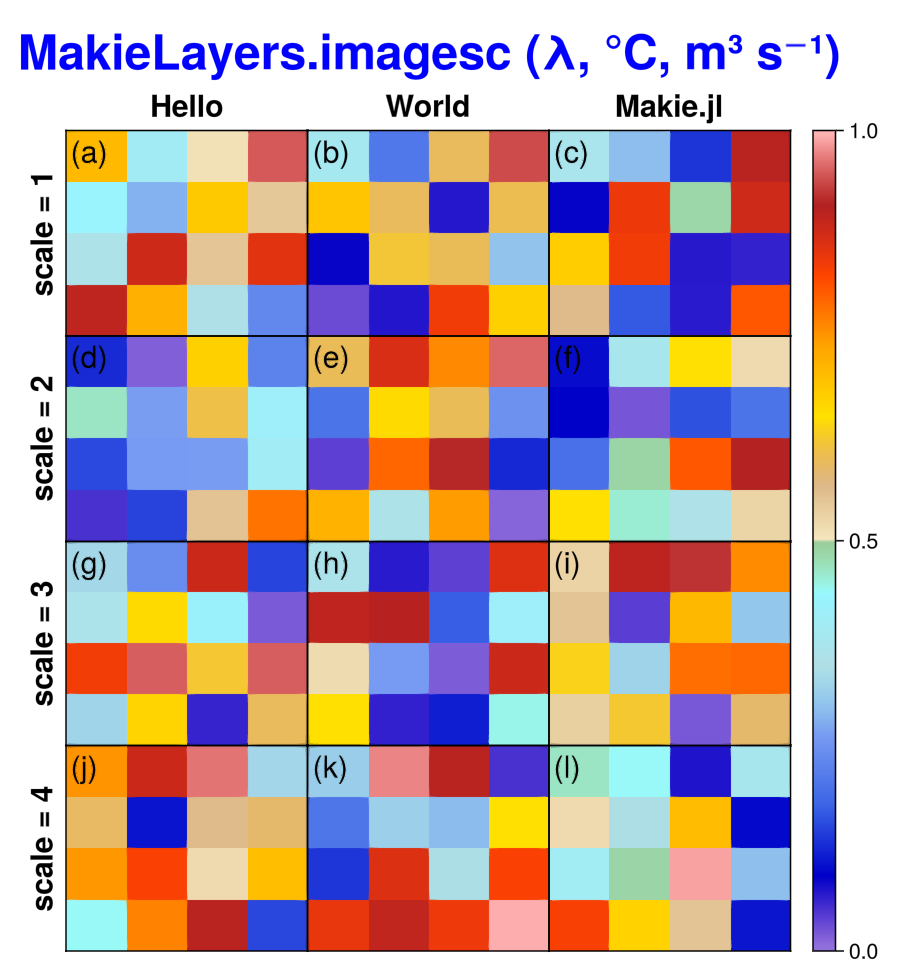 MakieLayers.imagesc (λ, °C, m³ s⁻¹)
Hello World Makie.jl
scale = 1
(a) (b) (c)
1.0
scale = 2
(d) (e) (f)
0.5
scale = 3
(g) (h) (i)
scale = 4
(j) (k) (l)
0.0